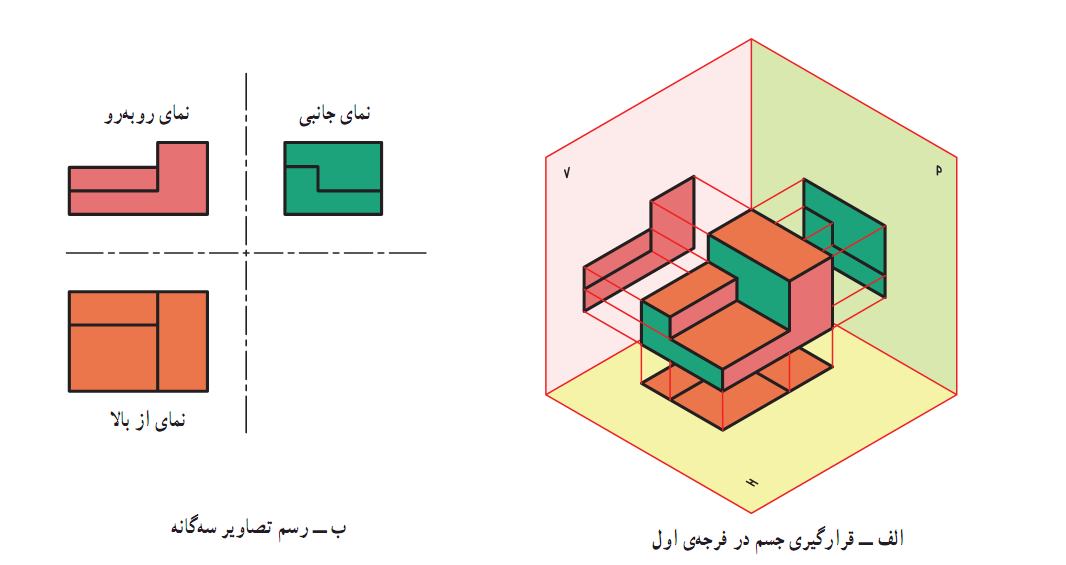 نمای روبه‌رو
نمای جانبی
V
P
نمای از بالا
H
ب ــ رسم تصاویر سه‌گانه
الف ــ قرارگیری جسم در فرجه‌ی اول